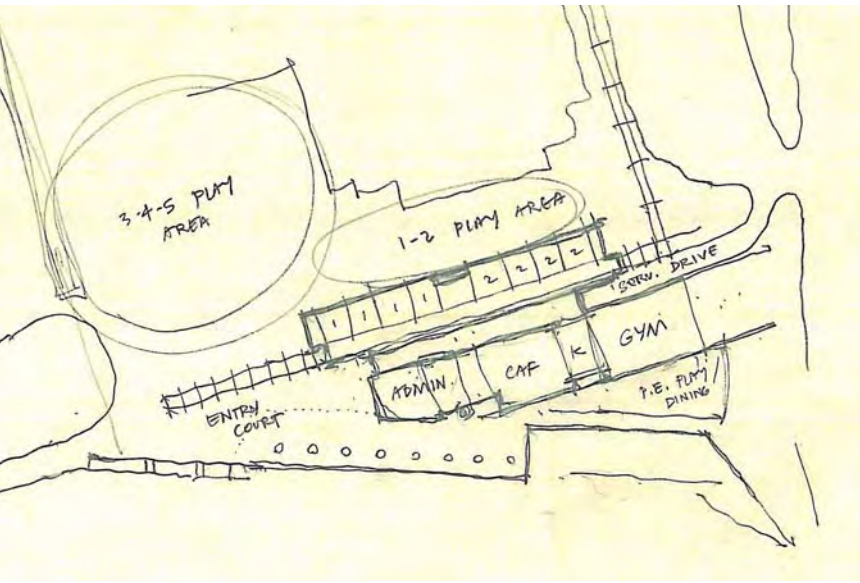 3-4-5 PLAY
AREA
1-2 PLAY AREA
1 1 1 1 2 2 2 2
SERV. DRIVE
ADMIN
CAF
K
GYM
P.E. PLAY/
DINING
ENTRY
COURT